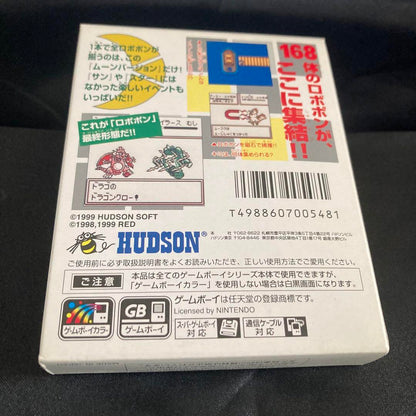 168体のロボポンが、
ここに集結!!
1本で全ロボポンが
揃うのは、この
「ムーンバージョン」だけ!
「サン」や「スター」には
なかった楽しいイベントも
いっぱいだ!!
これが「ロボポン」
最終形態だ!!
ドラゴの
ドラゴンクロー!
T4988607005481
©1999 HUDSON SOFT
©1998,1999 RED
HUDSON
ご使用前に必ず取扱説明書をよくお読みいただき、正しい使用方法でご愛用ください。
ご注意
本品は全てのゲームボーイシリーズ本体で使用できますが、
「ゲームボーイカラー」を使用しない場合は白黒画面になります。
ゲームボーイカラー
GB
ゲームボーイ
ゲームボーイは任天堂の登録商標です。
Licensed by NINTENDO
スーパーゲームボーイ
対応
通信ケーブル
対応